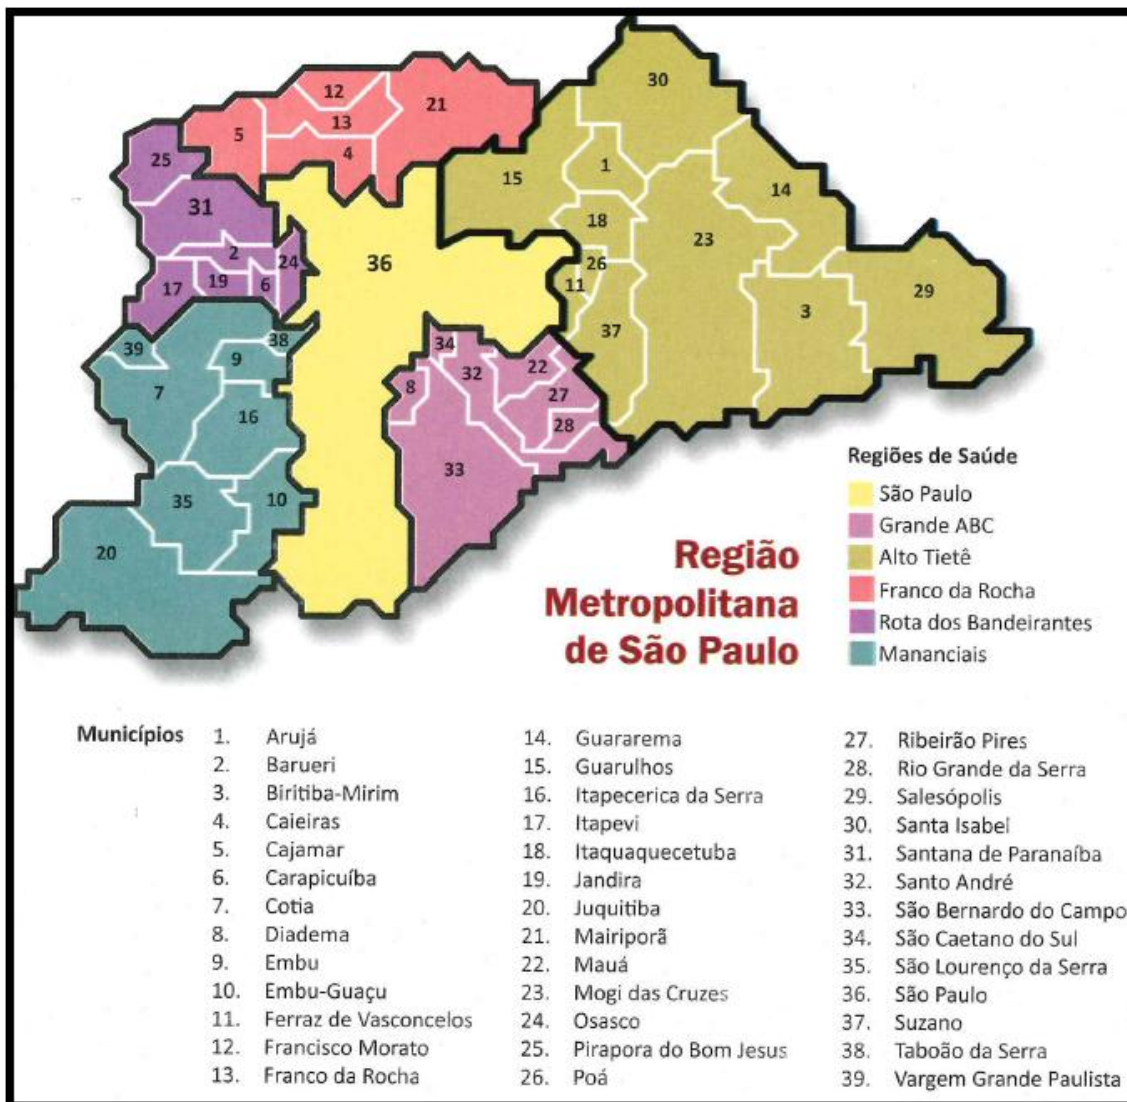 30
12
21
13
5
4
25
15
1
14
31
18
23
2
24
36
26
29
17
19
6
11
3
37
38
34
39
9
32
22
7
8
27
16
28
33
35
10
20
Regiões de Saúde
São Paulo
Grande ABC
Alto Tietê
Franco da Rocha
Rota dos Bandeirantes
Mananciais
Região
Metropolitana
de São Paulo
Municípios
1. Arujá
2. Barueri
3. Biritiba-Mirim
4. Caieiras
5. Cajamar
6. Carapicuíba
7. Cotia
8. Diadema
9. Embu
10. Embu-Guaçu
11. Ferraz de Vasconcelos
12. Francisco Morato
13. Franco da Rocha
14. Guararema
15. Guarulhos
16. Itapecerica da Serra
17. Itapevi
18. Itaquaquecetuba
19. Jandira
20. Juquitiba
21. Mairiporã
22. Mauá
23. Mogi das Cruzes
24. Osasco
25. Pirapora do Bom Jesus
26. Poá
27. Ribeirão Pires
28. Rio Grande da Serra
29. Salesópolis
30. Santa Isabel
31. Santana de Paranaíba
32. Santo André
33. São Bernardo do Campo
34. São Caetano do Sul
35. São Lourenço da Serra
36. São Paulo
37. Suzano
38. Taboão da Serra
39. Vargem Grande Paulista